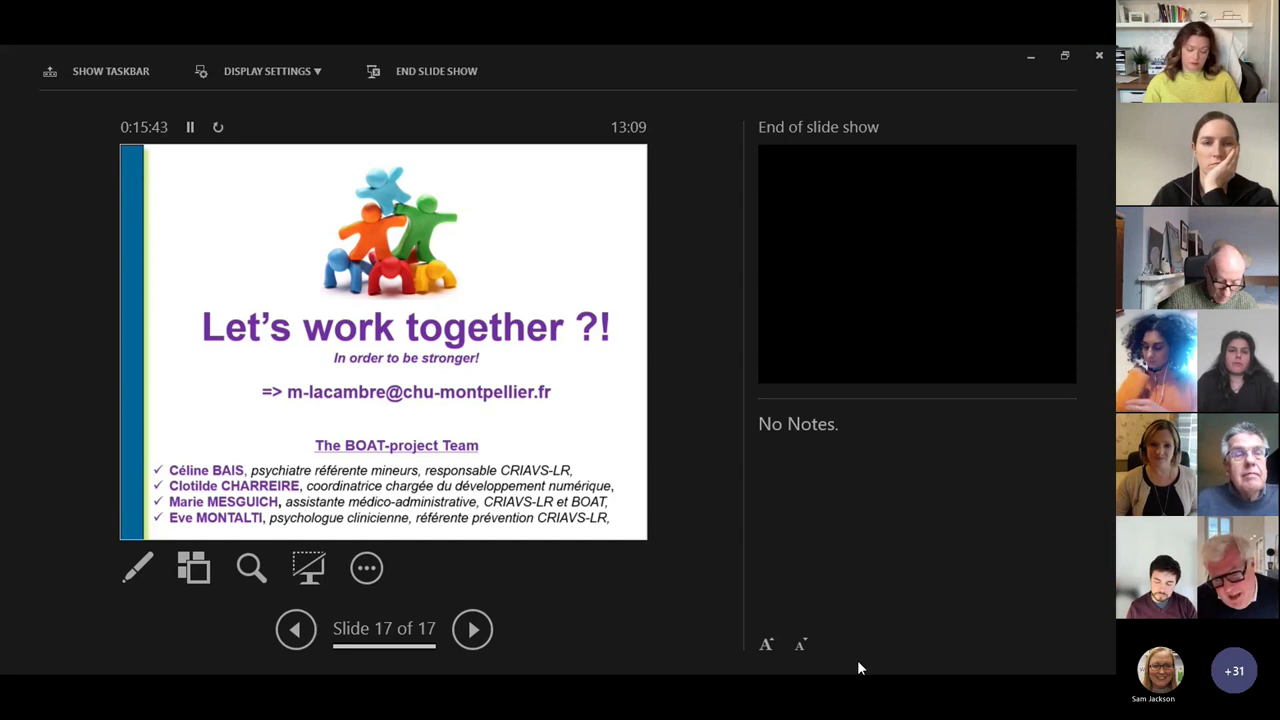 SHOW TASKBAR
DISPLAY SETTINGS ▼
END SLIDE SHOW
0:15:43
13:09
Let's work together ?!
In order to be stronger!
=> m-lacambre@chu-montpellier.fr
The BOAT-project Team
✓ Céline BAIS, psychiatre référente mineurs, responsable CRIAVS-LR,
✓ Clotilde CHARREIRE, coordinatrice chargée du développement numérique,
✓ Marie MESGUICH, assistante médico-administrative, CRIAVS-LR et BOAT,
✓ Eve MONTALTI, psychologue clinicienne, référente prévention CRIAVS-LR,
Slide 17 of 17
End of slide show
No Notes.
A A
Sam Jackson
+31